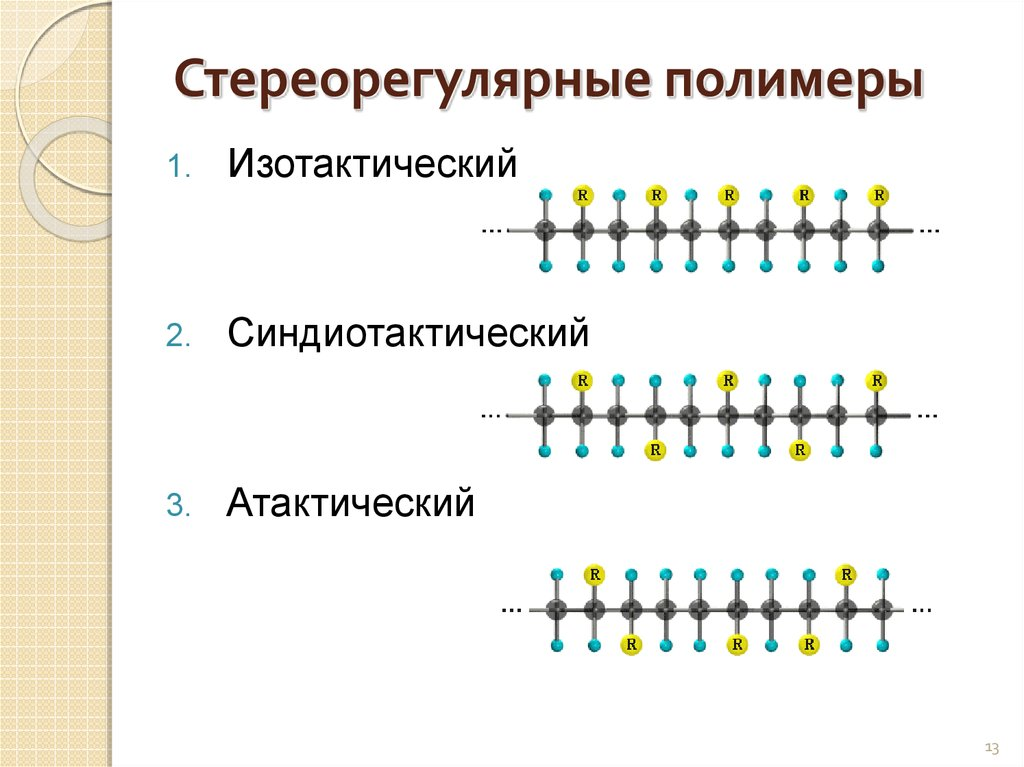 Стереорегулярные полимеры
1. Изотактический
R R R R R
... ...
2. Синдиотактический
R R R
... ...
R R
3. Атактический
R R
... ...
R R R
13